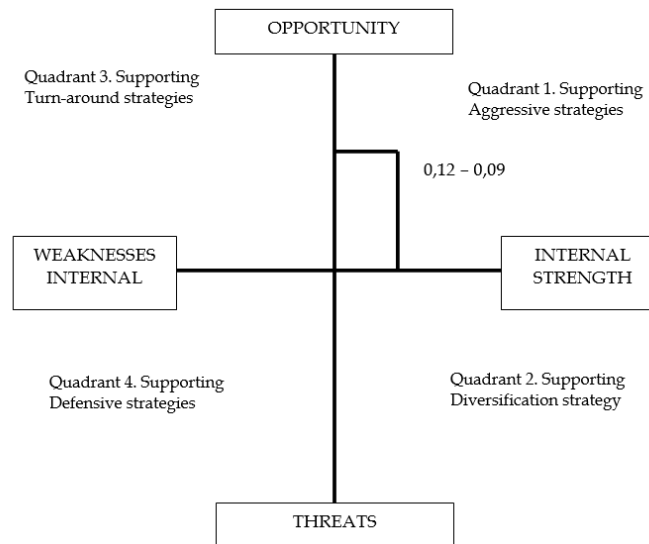 OPPORTUNITY
Quadrant 3. Supporting
Turn-around strategies
Quadrant 1. Supporting
Aggressive strategies
0,12 – 0,09
WEAKNESSES
INTERNAL
INTERNAL
STRENGTH
Quadrant 4. Supporting
Defensive strategies
Quadrant 2. Supporting
Diversification strategy
THREATS